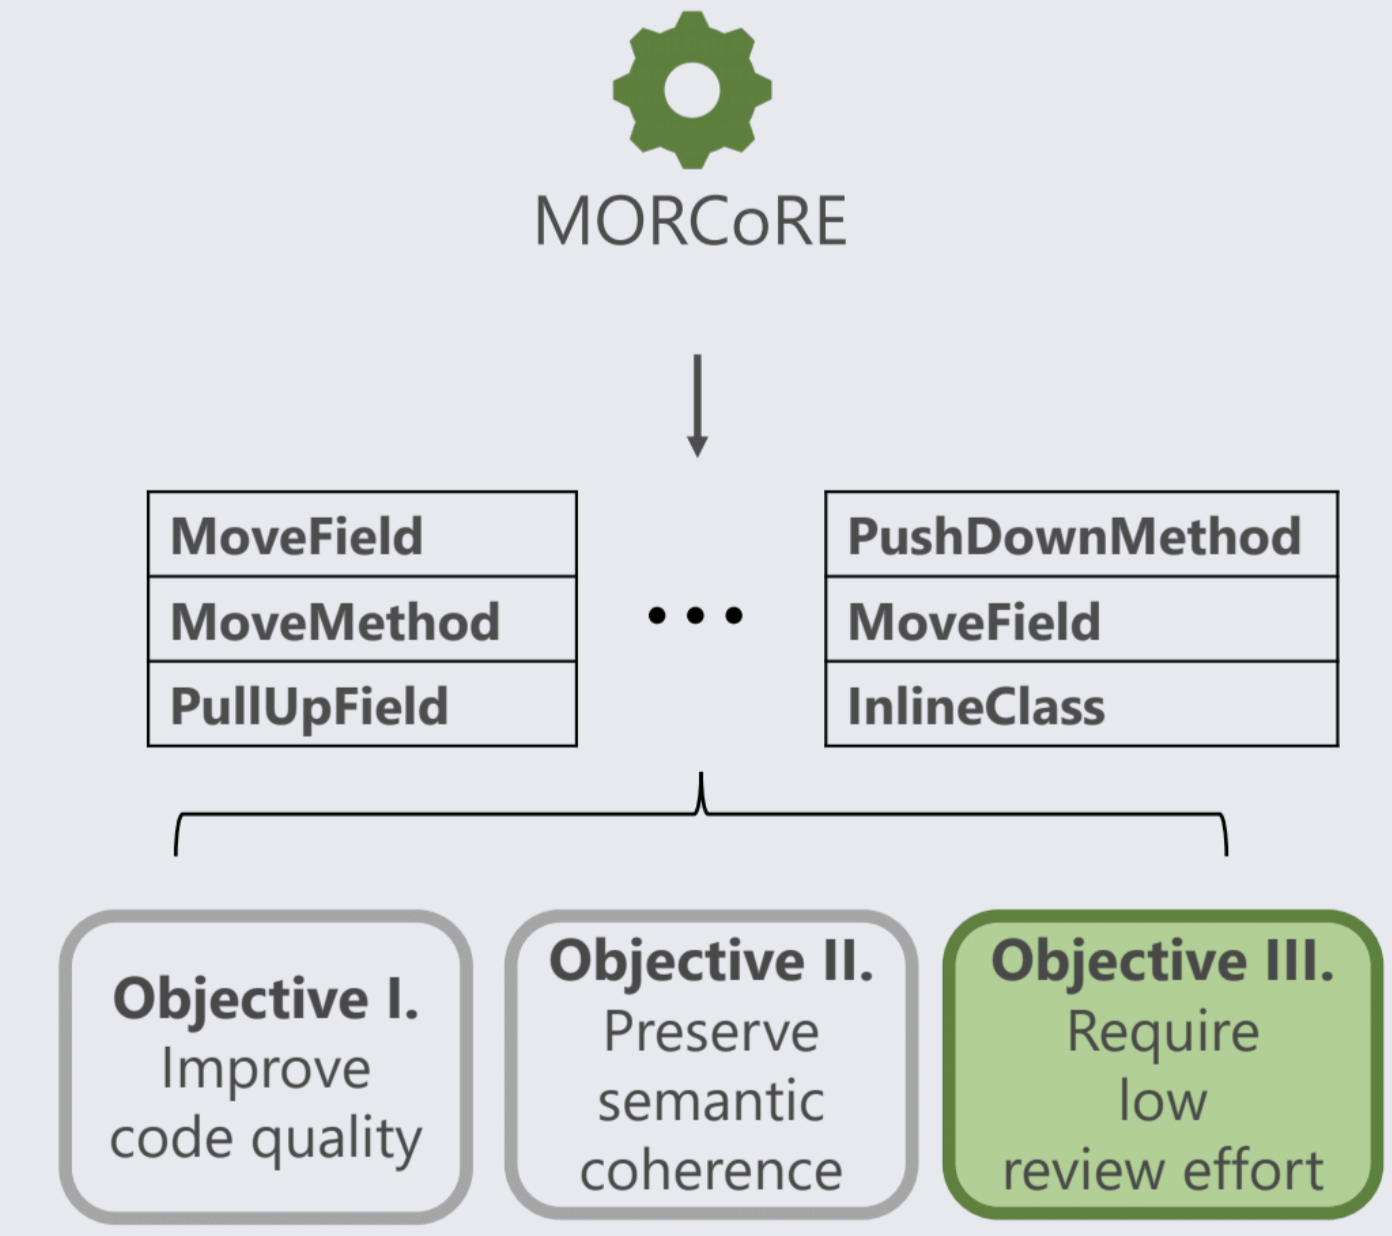 MORCoRE
MoveField
MoveMethod
PullUpField
PushDownMethod
MoveField
InlineClass
Objective I.
Improve
code quality
Objective II.
Preserve
semantic
coherence
Objective III.
Require
low
review effort